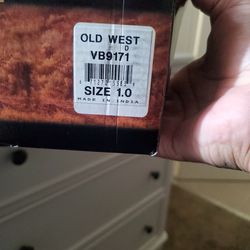 OLD WEST
D
VB9171
SIZE 1.0
MADE IN INDIA